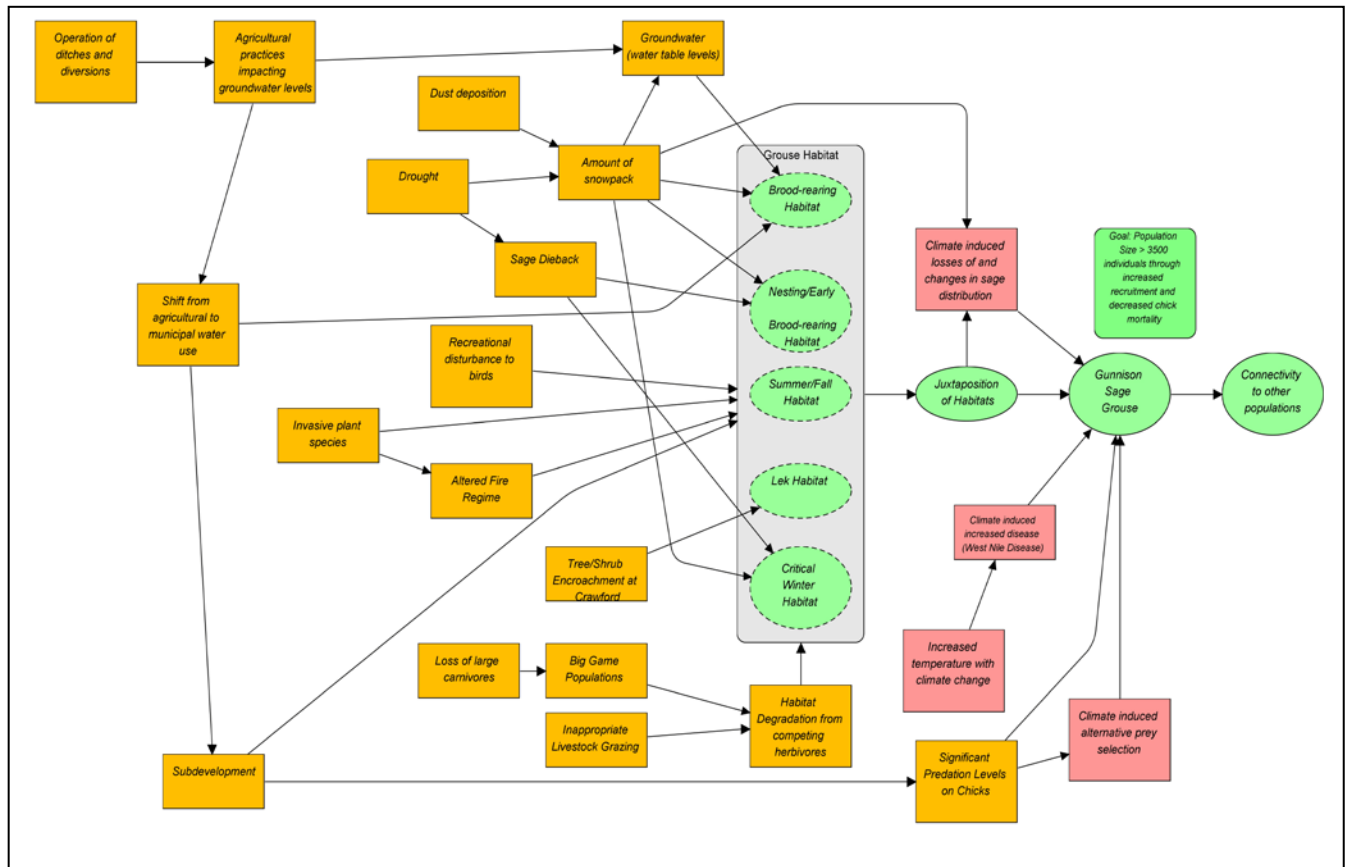 Operation of
ditches and
diversions
Agricultural
practices
impacting
groundwater levels
Groundwater
(water table levels)
Dust deposition
Drought
Amount of
snowpack
Sage Dieback
Shift from
agricultural to
municipal water
use
Recreational
disturbance to
birds
Invasive plant
species
Altered Fire
Regime
Tree/Shrub
Encroachment at
Crawford
Loss of large
carnivores
Big Game
Populations
Inappropriate
Livestock Grazing
Habitat
Degradation from
competing
herbivores
Subdevelopment
Grouse Habitat
Brood-rearing
Habitat
Nesting/Early
Brood-rearing
Habitat
Summer/Fall
Habitat
Lek Habitat
Critical
Winter
Habitat
Climate induced
losses of and
changes in sage
distribution
Goal: Population
Size > 3500
individuals through
increased
recruitment and
decreased chick
mortality
Juxtaposition
of Habitats
Gunnison
Sage
Grouse
Connectivity
to other
populations
Climate induced
increased disease
(West Nile Disease)
Increased
temperature with
climate change
Climate induced
alternative prey
selection
Significant
Predation Levels
on Chicks